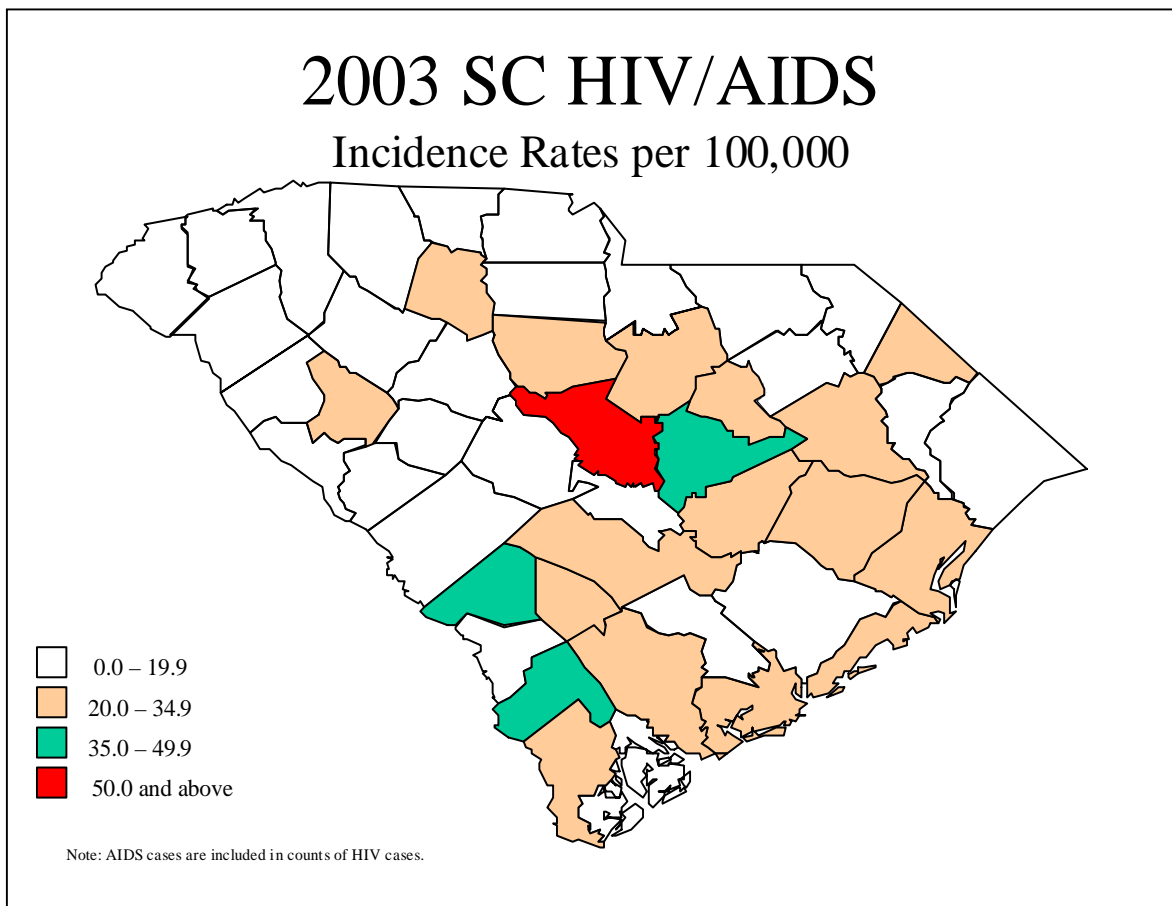 2003 SC HIV/AIDS
Incidence Rates per 100,000
0.0 – 19.9
20.0 – 34.9
35.0 – 49.9
50.0 and above
Note: AIDS cases are included in counts of HIV cases.